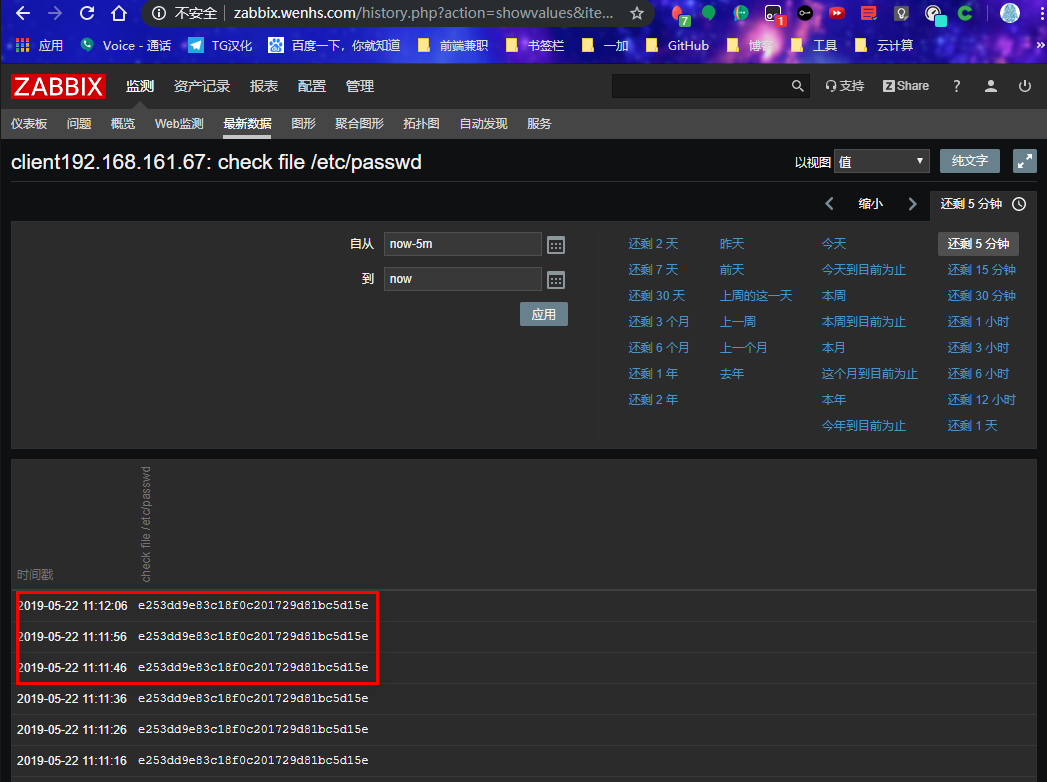 不安全 zabbix.wenhs.com/history.php?action=showvalues&ite...
7 1
应用 Voice - 通话 TG汉化 百度一下，你就知道 前端兼职 书签栏 一加 GitHub 博客 工具 云计算 »
ZABBIX 监测 资产记录 报表 配置 管理 支持 Z Share ?
仪表板 问题 概览 Web监测 最新数据 图形 聚合图形 拓扑图 自动发现 服务
client192.168.161.67: check file /etc/passwd 以视图 值 纯文字
缩小 还剩 5 分钟
自从 now-5m 还剩 2 天 昨天 今天 还剩 5 分钟
还剩 7 天 前天 今天到目前为止 还剩 15 分钟
到 now 还剩 30 天 上周的这一天 本周 还剩 30 分钟
应用 还剩 3 个月 上一周 本周到目前为止 还剩 1 小时
还剩 6 个月 上一个月 本月 还剩 3 小时
还剩 1 年 去年 这个月到目前为止 还剩 6 小时
还剩 2 年 本年 还剩 12 小时
今年到目前为止 还剩 1 天
时间戳 check file /etc/passwd
2019-05-22 11:12:06 e253dd9e83c18f0c201729d81bc5d15e
2019-05-22 11:11:56 e253dd9e83c18f0c201729d81bc5d15e
2019-05-22 11:11:46 e253dd9e83c18f0c201729d81bc5d15e
2019-05-22 11:11:36 e253dd9e83c18f0c201729d81bc5d15e
2019-05-22 11:11:26 e253dd9e83c18f0c201729d81bc5d15e
2019-05-22 11:11:16 e253dd9e83c18f0c201729d81bc5d15e